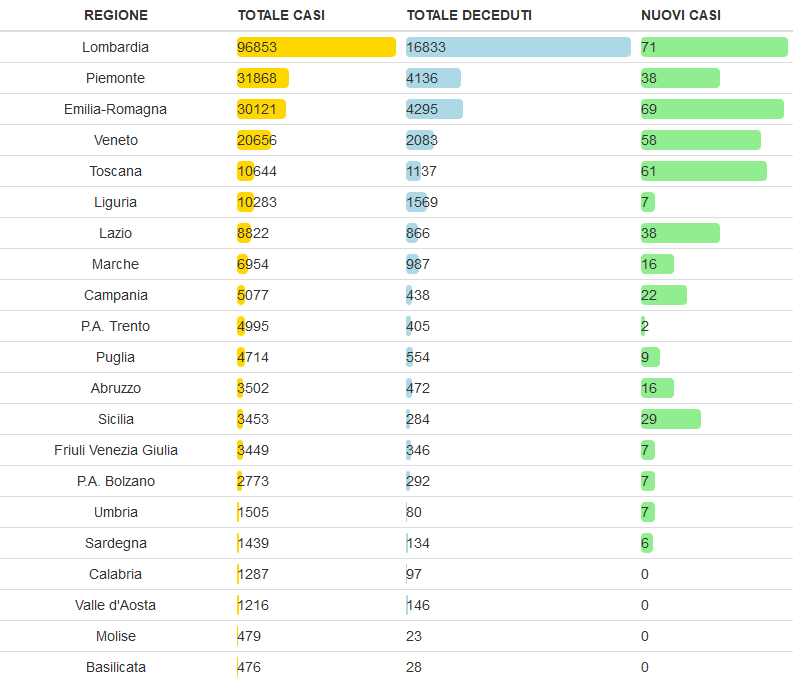 REGIONE TOTALE CASI TOTALE DECEDUTI NUOVI CASI
Lombardia 96853 16833 71
Piemonte 31868 4136 38
Emilia-Romagna 30121 4295 69
Veneto 20656 2083 58
Toscana 10644 1137 61
Liguria 10283 1569 7
Lazio 8822 866 38
Marche 6954 987 16
Campania 5077 438 22
P.A. Trento 4995 405 2
Puglia 4714 554 9
Abruzzo 3502 472 16
Sicilia 3453 284 29
Friuli Venezia Giulia 3449 346 7
P.A. Bolzano 2773 292 7
Umbria 1505 80 7
Sardegna 1439 134 6
Calabria 1287 97 0
Valle d'Aosta 1216 146 0
Molise 479 23 0
Basilicata 476 28 0